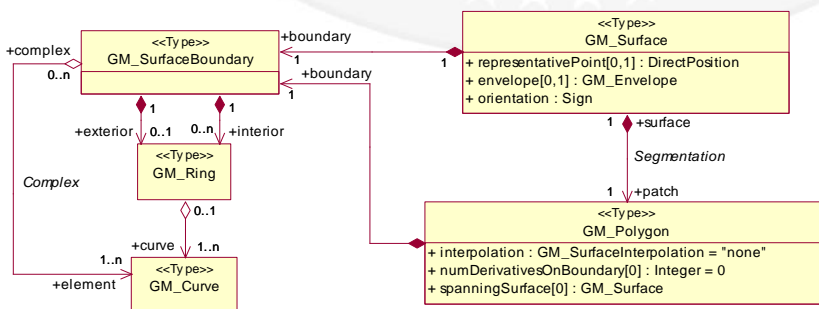 <<Type>>
GM_Surface
+ representativePoint[0,1] : DirectPosition
+ envelope[0,1] : GM_Envelope
+ orientation : Sign
+boundary
1
1
+complex
0..n
<<Type>>
GM_SurfaceBoundary
+boundary
1
1
1
+exterior
0..1
0..n
+interior
1
+surface
Segmentation
<<Type>>
GM_Ring
Complex
0..1
1
+patch
+curve
1..n
<<Type>>
GM_Polygon
+ interpolation : GM_SurfaceInterpolation = "none"
+ numDerivativesOnBoundary[0] : Integer = 0
+ spanningSurface[0] : GM_Surface
1..n
+element
<<Type>>
GM_Curve